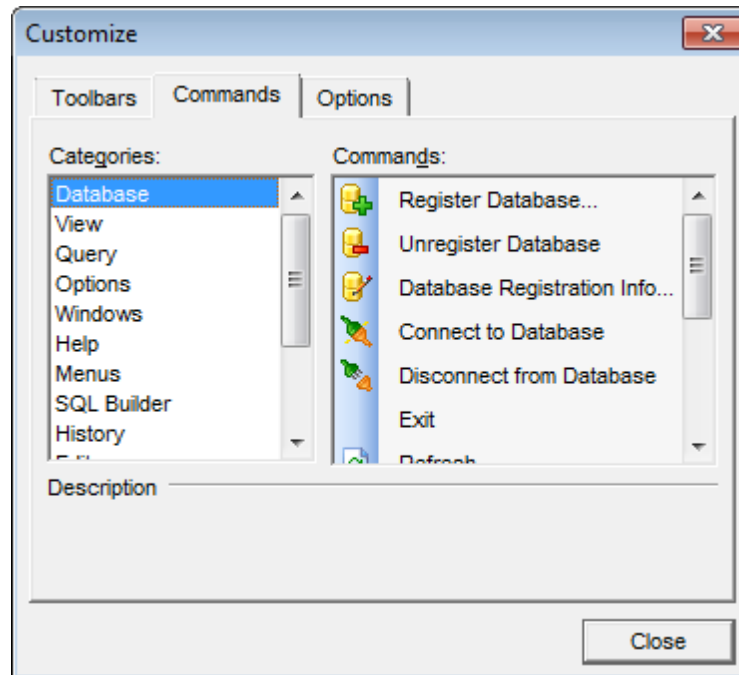 Customize
Toolbars Commands Options
Categories:
Database
View
Query
Options
Windows
Help
Menus
SQL Builder
History
Commands:
Register Database...
Unregister Database
Database Registration Info...
Connect to Database
Disconnect from Database
Exit
Refresh
Description
Close